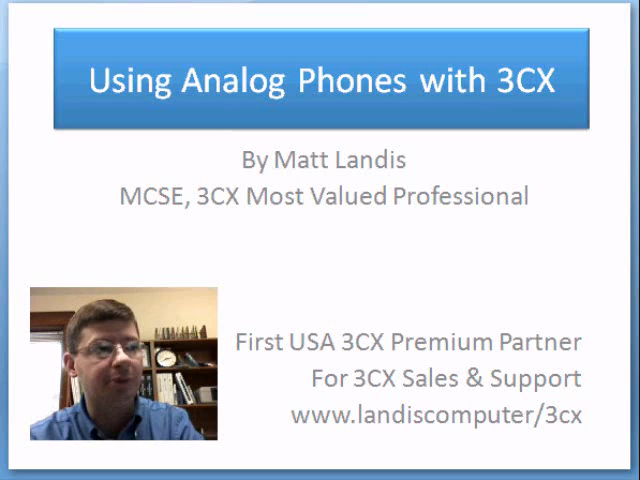 Using Analog Phones with 3CX
By Matt Landis
MCSE, 3CX Most Valued Professional
First USA 3CX Premium Partner
For 3CX Sales & Support
www.landiscomputer/3cx